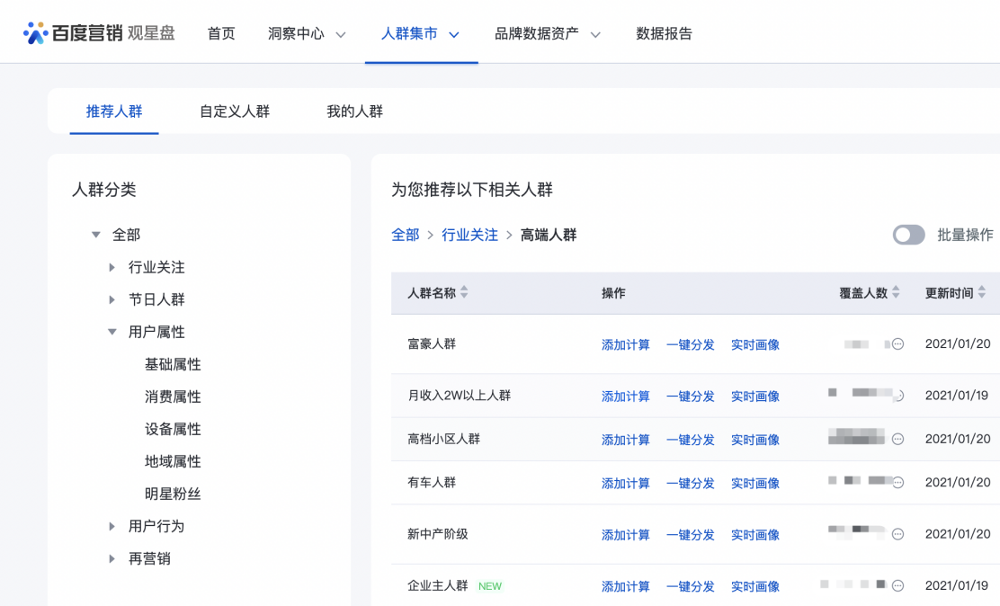 百度营销 观星盘 首页 洞察中心 人群集市 品牌数据资产 数据报告
推荐人群 自定义人群 我的人群
人群分类
全部
行业关注
节日人群
用户属性
基础属性
消费属性
设备属性
地域属性
明星粉丝
用户行为
再营销
为您推荐以下相关人群
全部 > 行业关注 > 高端人群 批量操作
人群名称 操作 覆盖人数 更新时间
富豪人群 添加计算 一键分发 实时画像 2021/01/20
月收入2W以上人群 添加计算 一键分发 实时画像 2021/01/19
高档小区人群 添加计算 一键分发 实时画像 2021/01/20
有车人群 添加计算 一键分发 实时画像 2021/01/20
新中产阶级 添加计算 一键分发 实时画像 2021/01/20
企业主人群 NEW 添加计算 一键分发 实时画像 2021/01/19